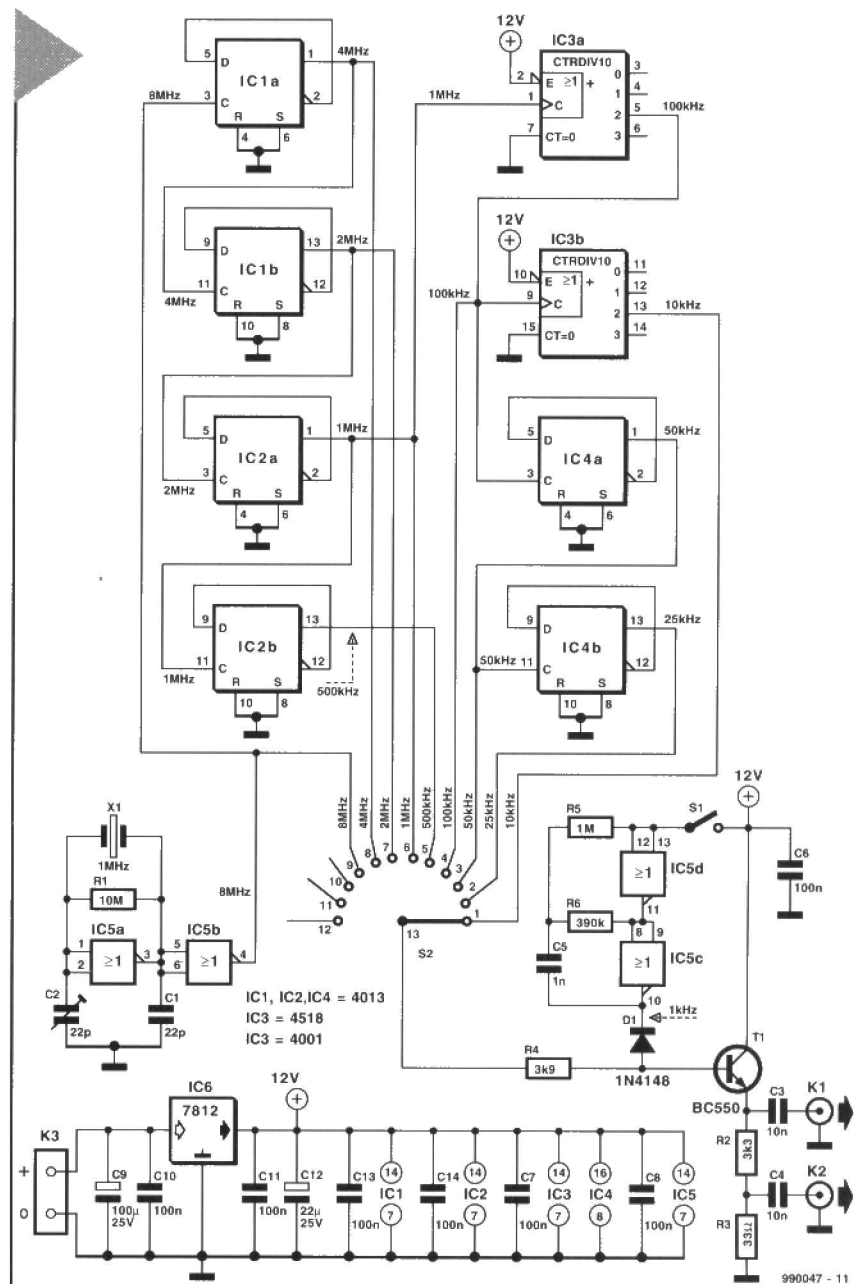 12V
IC3a
5
D
1
4MHz
IC1a
8MHz
3
C
2
R
S
4
6
CTRDIV10
2
E
≥1
+
0
3
1
4
1MHz
1
C
2
5
100kHz
7
CT=0
3
6
9
D
13
2MHz
IC1b
11
C
12
4MHz
R
S
10
8
12V
IC3b
CTRDIV10
10
E
≥1
+
0
11
1
12
100kHz
9
C
2
13
10kHz
15
CT=0
3
14
5
D
1
1MHz
IC2a
3
C
2
2MHz
R
S
4
6
5
D
1
50kHz
IC4a
3
C
2
R
S
4
6
9
D
13
IC2b
11
C
12
1MHz
R
S
10
8
500kHz
9
D
13
25kHz
IC4b
50kHz
11
C
12
R
S
10
8
8MHz
4MHz
2MHz
1MHz
500kHz
100kHz
50kHz
25kHz
10kHz
12
11
10
9
8
7
6
5
4
3
2
1
13
S2
X1
1MHz
R1
10M
8MHz
IC5a
IC5b
1
2
≥1
3
5
6
≥1
4
C2
22p
C1
22p
IC1, IC2,IC4 = 4013
IC3 = 4518
IC3 = 4001
12V
R5
1M
S1
12
13
≥1
IC5d
11
C6
100n
R6
390k
8
9
≥1
IC5c
10
C5
1n
D1
1kHz
1N4148
R4
3k9
T1
BC550
C3
10n
K1
R2
3k3
C4
10n
K2
R3
33Ω
K3
+
0
IC6
7812
12V
C9
100µ
25V
C10
100n
C11
100n
C12
22µ
25V
C13
100n
14
IC1
7
C14
100n
14
IC2
7
C7
100n
14
IC3
7
16
IC4
8
C8
100n
14
IC5
7
990047 - 11